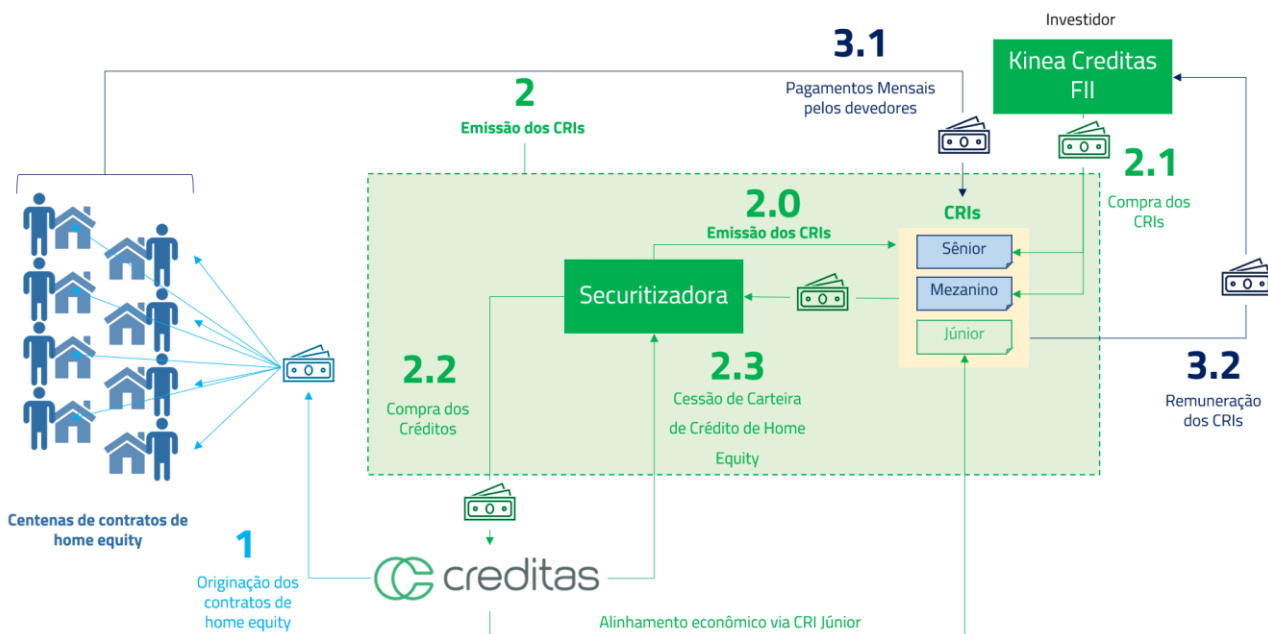 Investidor
Kinea Creditas
FII
3.1
Pagamentos Mensais
pelos devedores
2
Emissão dos CRIs
2.1
Compra dos
CRIs
2.0
Emissão dos CRIs
CRIs
Sênior
Mezanino
Júnior
Securitizadora
2.2
Compra dos
Créditos
2.3
Cessão de Carteira
de Crédito de Home
Equity
3.2
Remuneração
dos CRIs
Centenas de contratos de
home equity
1
Originação dos
contratos de
home equity
creditas
Alinhamento econômico via CRI Júnior